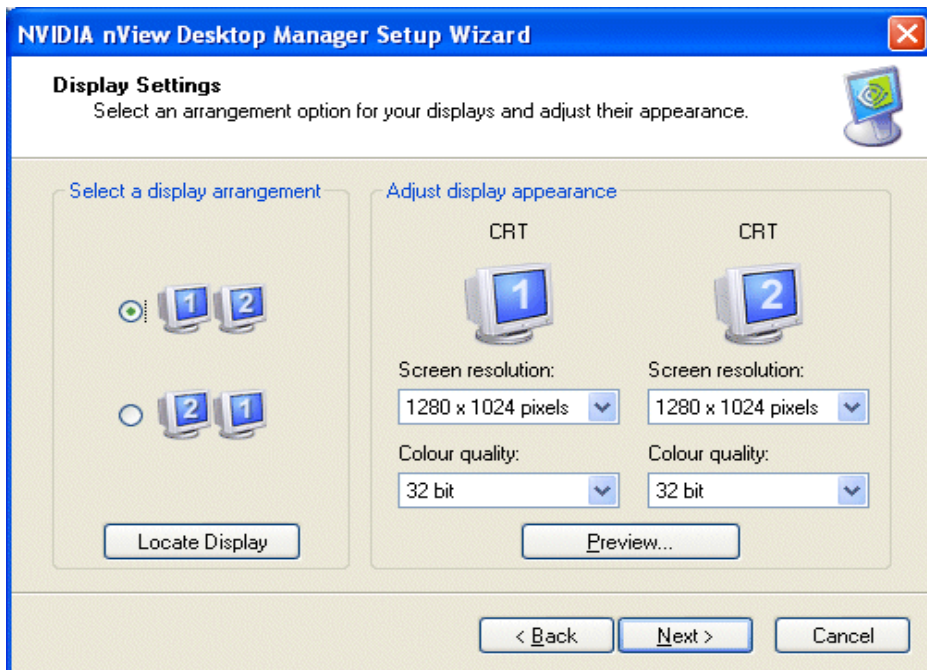 NVIDIA nView Desktop Manager Setup Wizard
Display Settings
Select an arrangement option for your displays and adjust their appearance.
Select a display arrangement
1 2
2 1
Locate Display
Adjust display appearance
CRT CRT
1 2
Screen resolution: Screen resolution:
1280 x 1024 pixels 1280 x 1024 pixels
Colour quality: Colour quality:
32 bit 32 bit
Preview...
< Back Next > Cancel